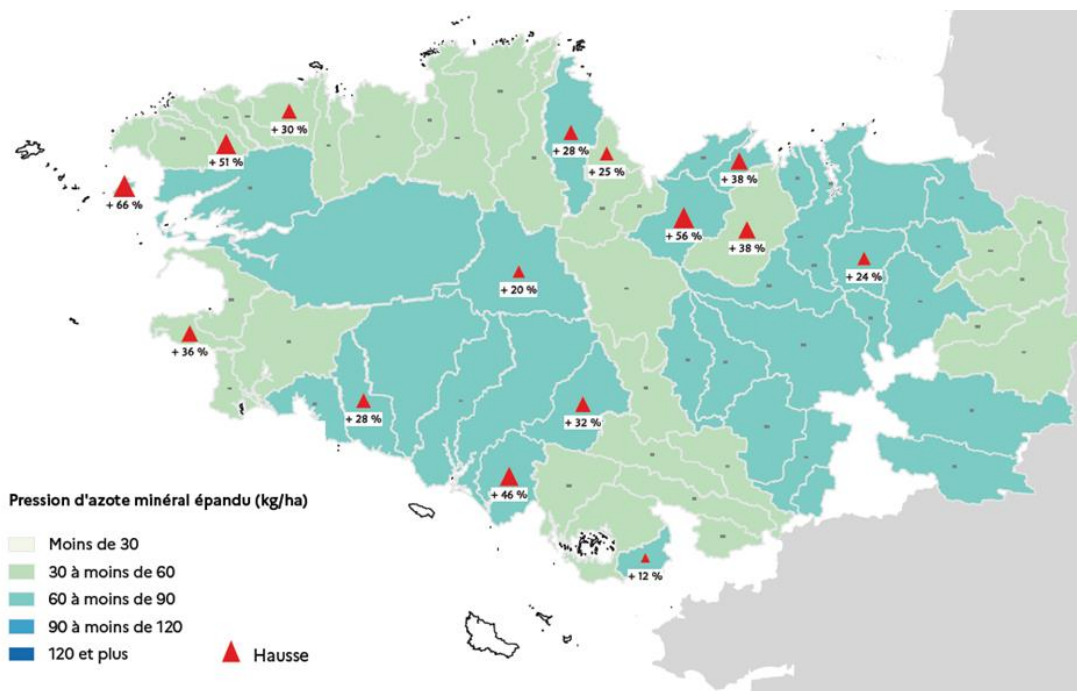 + 30 %
+ 51 %
+ 28 %
+ 25 %
+ 66 %
+ 38 %
+ 56 %
+ 38 %
+ 24 %
+ 20 %
+ 36 %
+ 28 %
+ 32 %
+ 46 %
+ 12 %
Pression d'azote minéral épandu (kg/ha)
Moins de 30
30 à moins de 60
60 à moins de 90
90 à moins de 120
120 et plus
Hausse